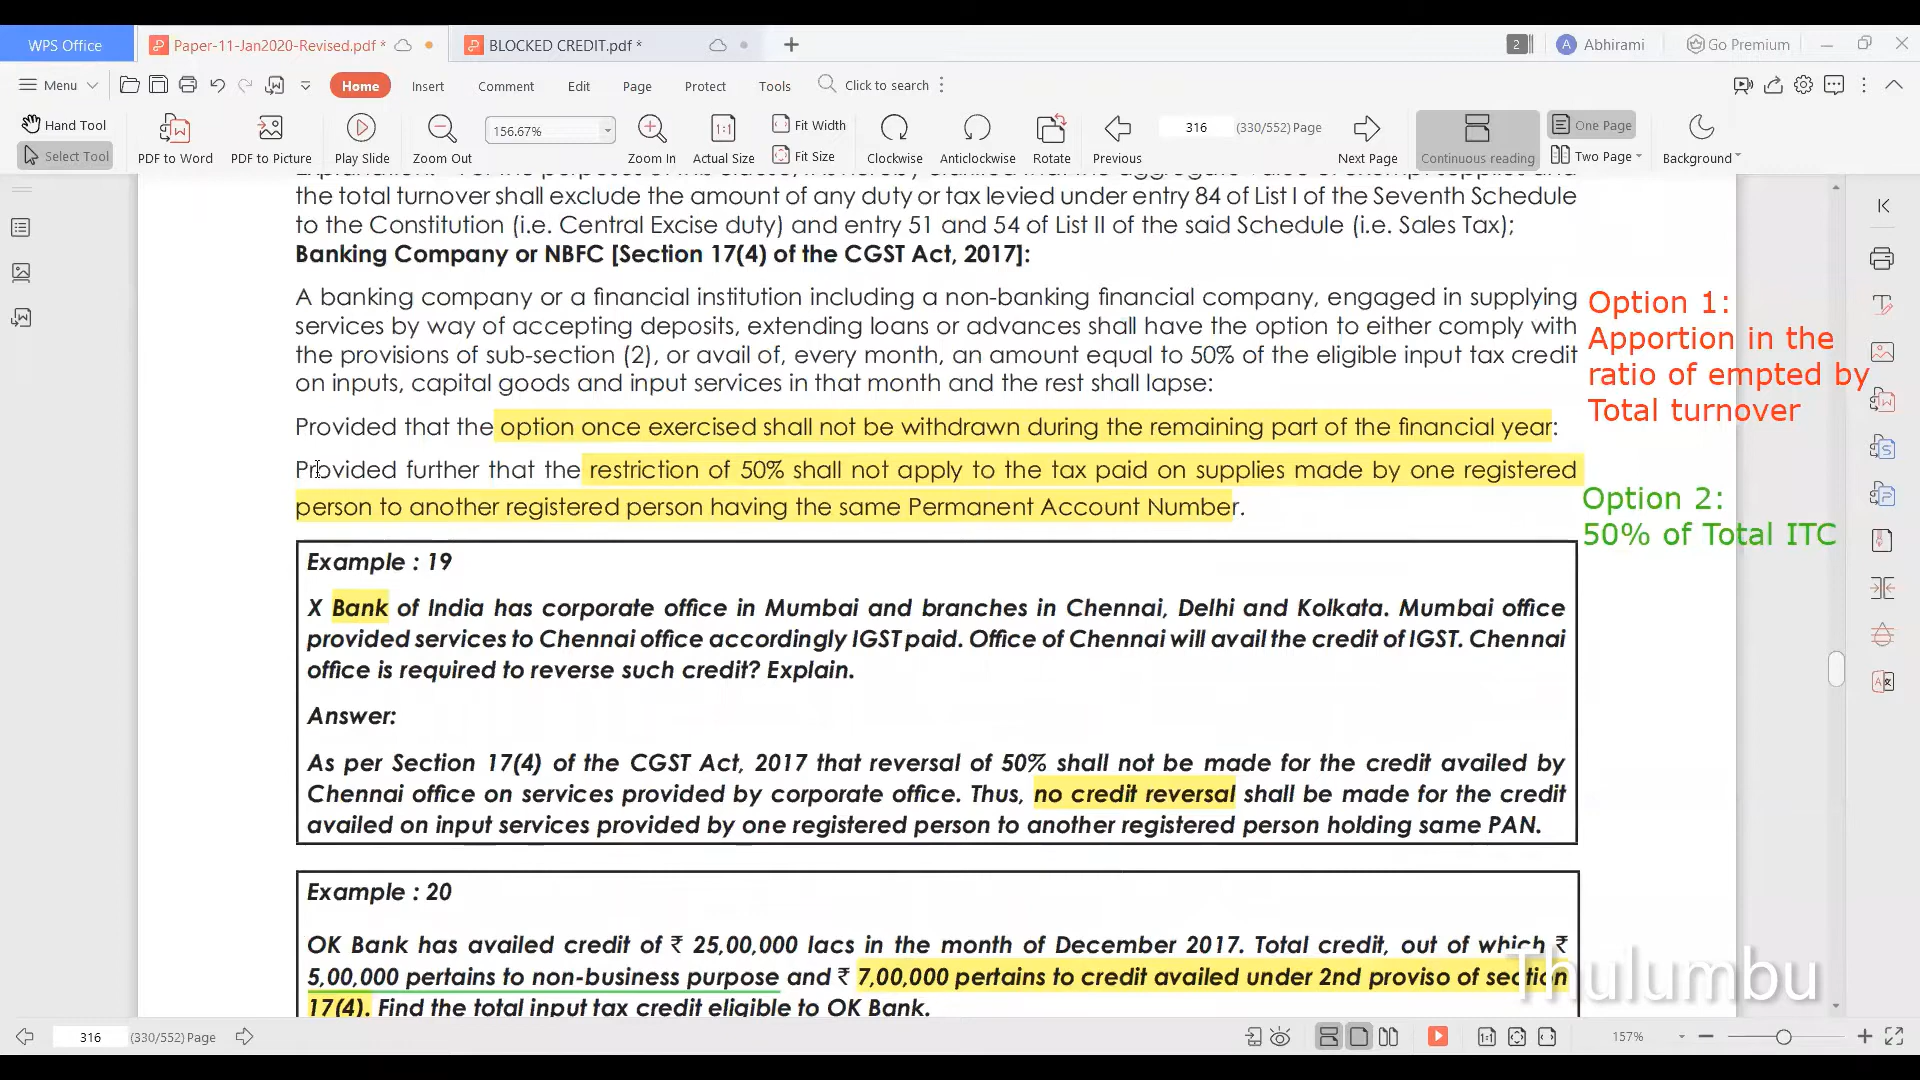 WPS Office
Paper-11-Jan2020-Revised.pdf *
BLOCKED CREDIT.pdf *
2
A Abhirami
Go Premium
Menu
Home
Insert
Comment
Edit
Page
Protect
Tools
Click to search
Hand Tool
Select Tool
PDF to Word
PDF to Picture
Play Slide
Zoom Out
156.67%
Zoom In
1:1
Actual Size
Fit Width
Fit Size
Clockwise
Anticlockwise
Rotate
Previous
316
(330/552) Page
Next Page
Continuous reading
One Page
Two Page
Background
the total turnover shall exclude the amount of any duty or tax levied under entry 84 of List I of the Seventh Schedule
to the Constitution (i.e. Central Excise duty) and entry 51 and 54 of List II of the said Schedule (i.e. Sales Tax);
Banking Company or NBFC [Section 17(4) of the CGST Act, 2017]:
A banking company or a financial institution including a non-banking financial company, engaged in supplying
services by way of accepting deposits, extending loans or advances shall have the option to either comply with
the provisions of sub-section (2), or avail of, every month, an amount equal to 50% of the eligible input tax credit
on inputs, capital goods and input services in that month and the rest shall lapse:
Provided that the option once exercised shall not be withdrawn during the remaining part of the financial year:
Provided further that the restriction of 50% shall not apply to the tax paid on supplies made by one registered
person to another registered person having the same Permanent Account Number.
Option 1:
Apportion in the
ratio of empted by
Total turnover
Option 2:
50% of Total ITC
Example : 19
X Bank of India has corporate office in Mumbai and branches in Chennai, Delhi and Kolkata. Mumbai office
provided services to Chennai office accordingly IGST paid. Office of Chennai will avail the credit of IGST. Chennai
office is required to reverse such credit? Explain.
Answer:
As per Section 17(4) of the CGST Act, 2017 that reversal of 50% shall not be made for the credit availed by
Chennai office on services provided by corporate office. Thus, no credit reversal shall be made for the credit
availed on input services provided by one registered person to another registered person holding same PAN.
Example : 20
OK Bank has availed credit of ₹ 25,00,000 lacs in the month of December 2017. Total credit, out of which ₹
5,00,000 pertains to non-business purpose and ₹ 7,00,000 pertains to credit availed under 2nd proviso of section
17(4). Find the total input tax credit eligible to OK Bank.
Thulumbu
316
(330/552) Page
157%